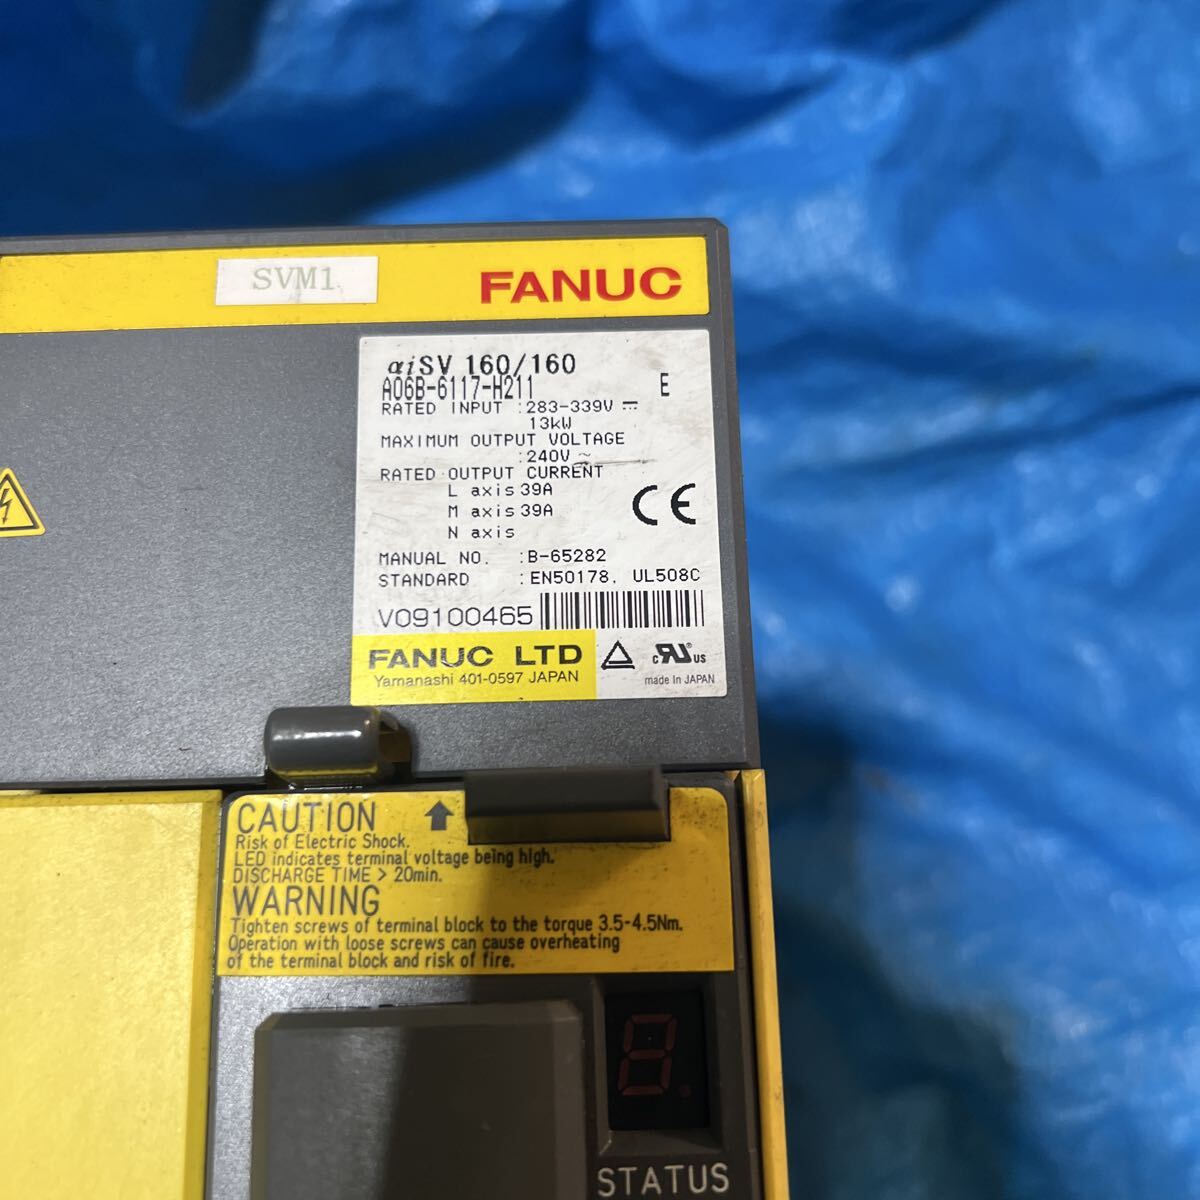 SVM1
FANUC
αiSV 160/160
A06B-6117-H211 E
RATED INPUT :283-339V ⎓
13kW
MAXIMUM OUTPUT VOLTAGE
:240V ~
RATED OUTPUT CURRENT
L axis 39A
M axis 39A
N axis
CE
MANUAL NO. :B-65282
STANDARD :EN50178, UL508C
V09100465
FANUC LTD
Yamanashi 401-0597 JAPAN
c RU ® us
made In JAPAN
CAUTION
Risk of Electric Shock.
LED indicates terminal voltage being high.
DISCHARGE TIME > 20min.
WARNING
Tighten screws of terminal block to the torque 3.5-4.5Nm.
Operation with loose screws can cause overheating
of the terminal block and risk of fire.
8.
STATUS